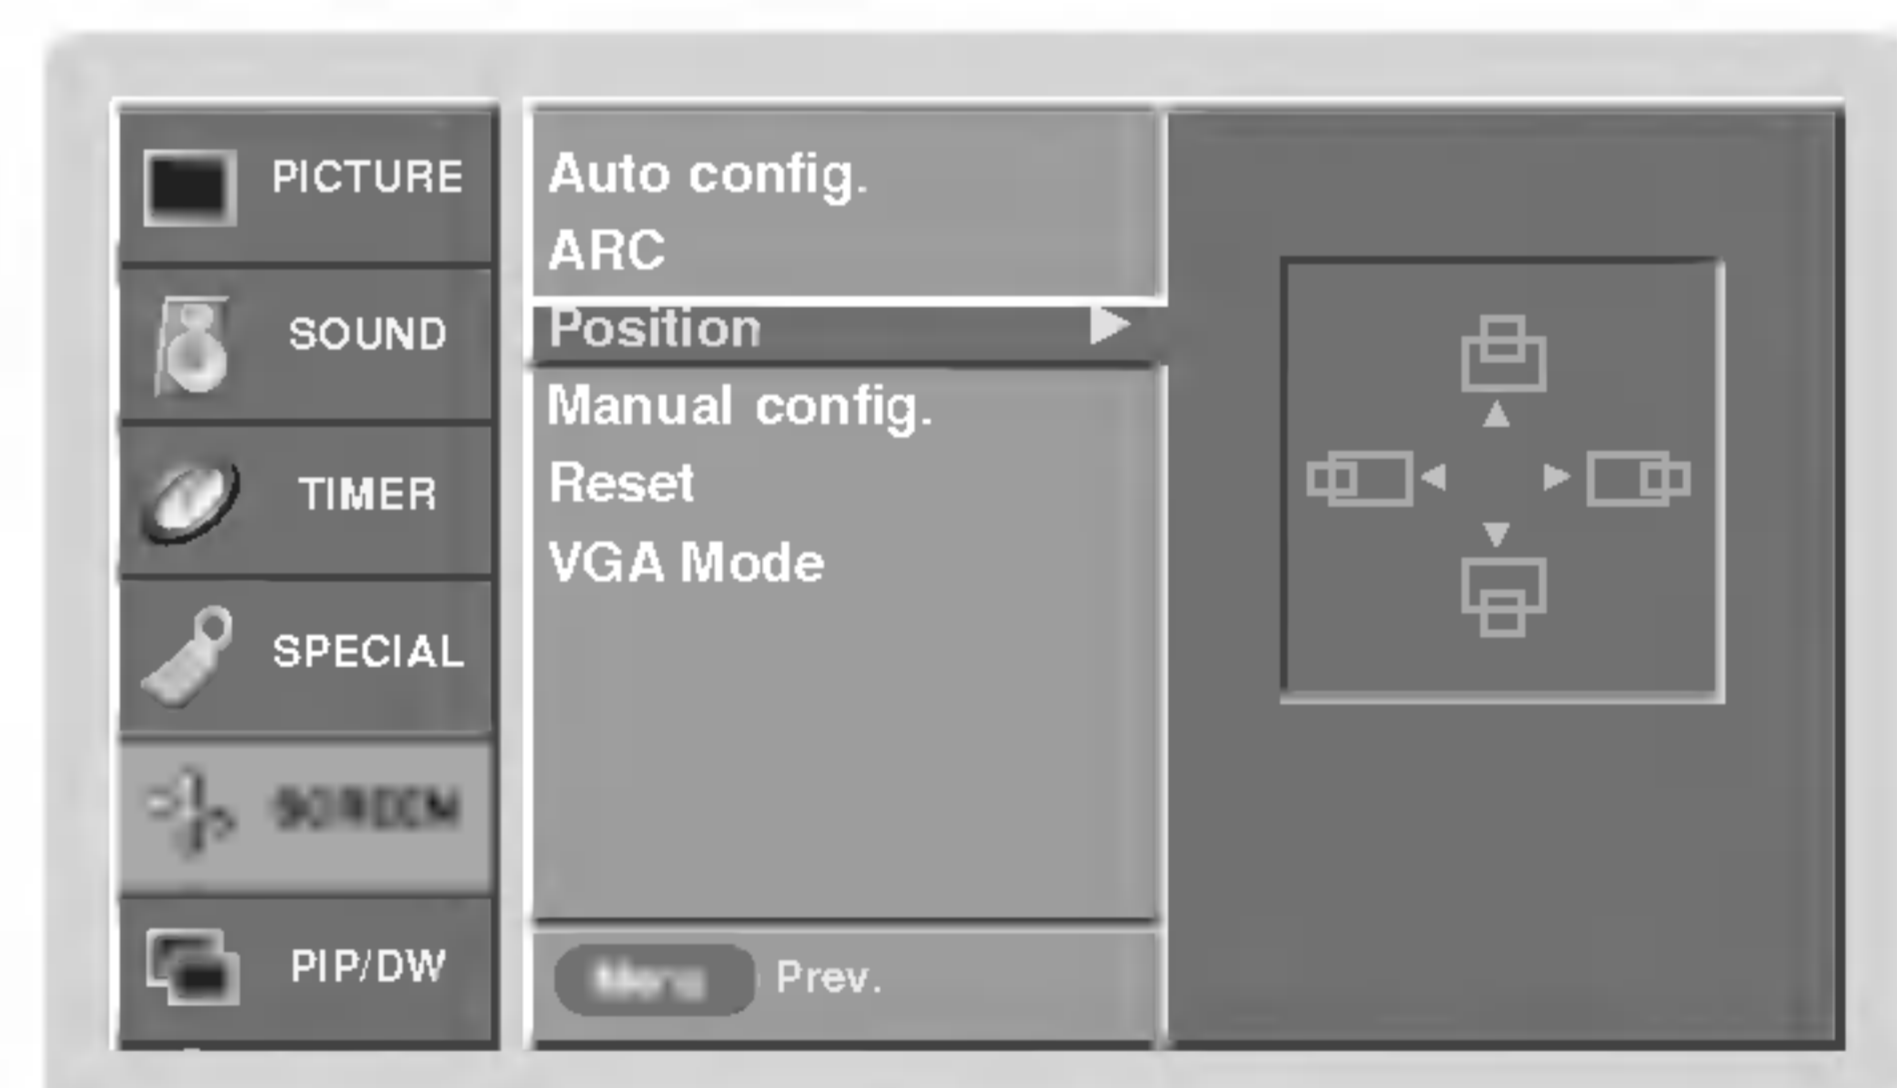 PICTURE
SOUND
TIMER
SPECIAL
PIP/DW
Auto config.
ARC
Position
Manual config.
Reset
VGA Mode
Prev.